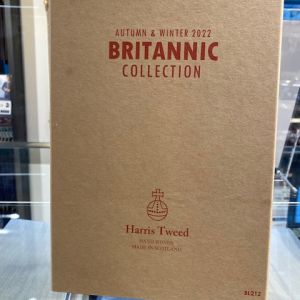 AUTUMN & WINTER 2022
BRITANNIC
COLLECTION
Harris Tweed
HAND WOVEN
MADE IN SCOTLAND
BL212